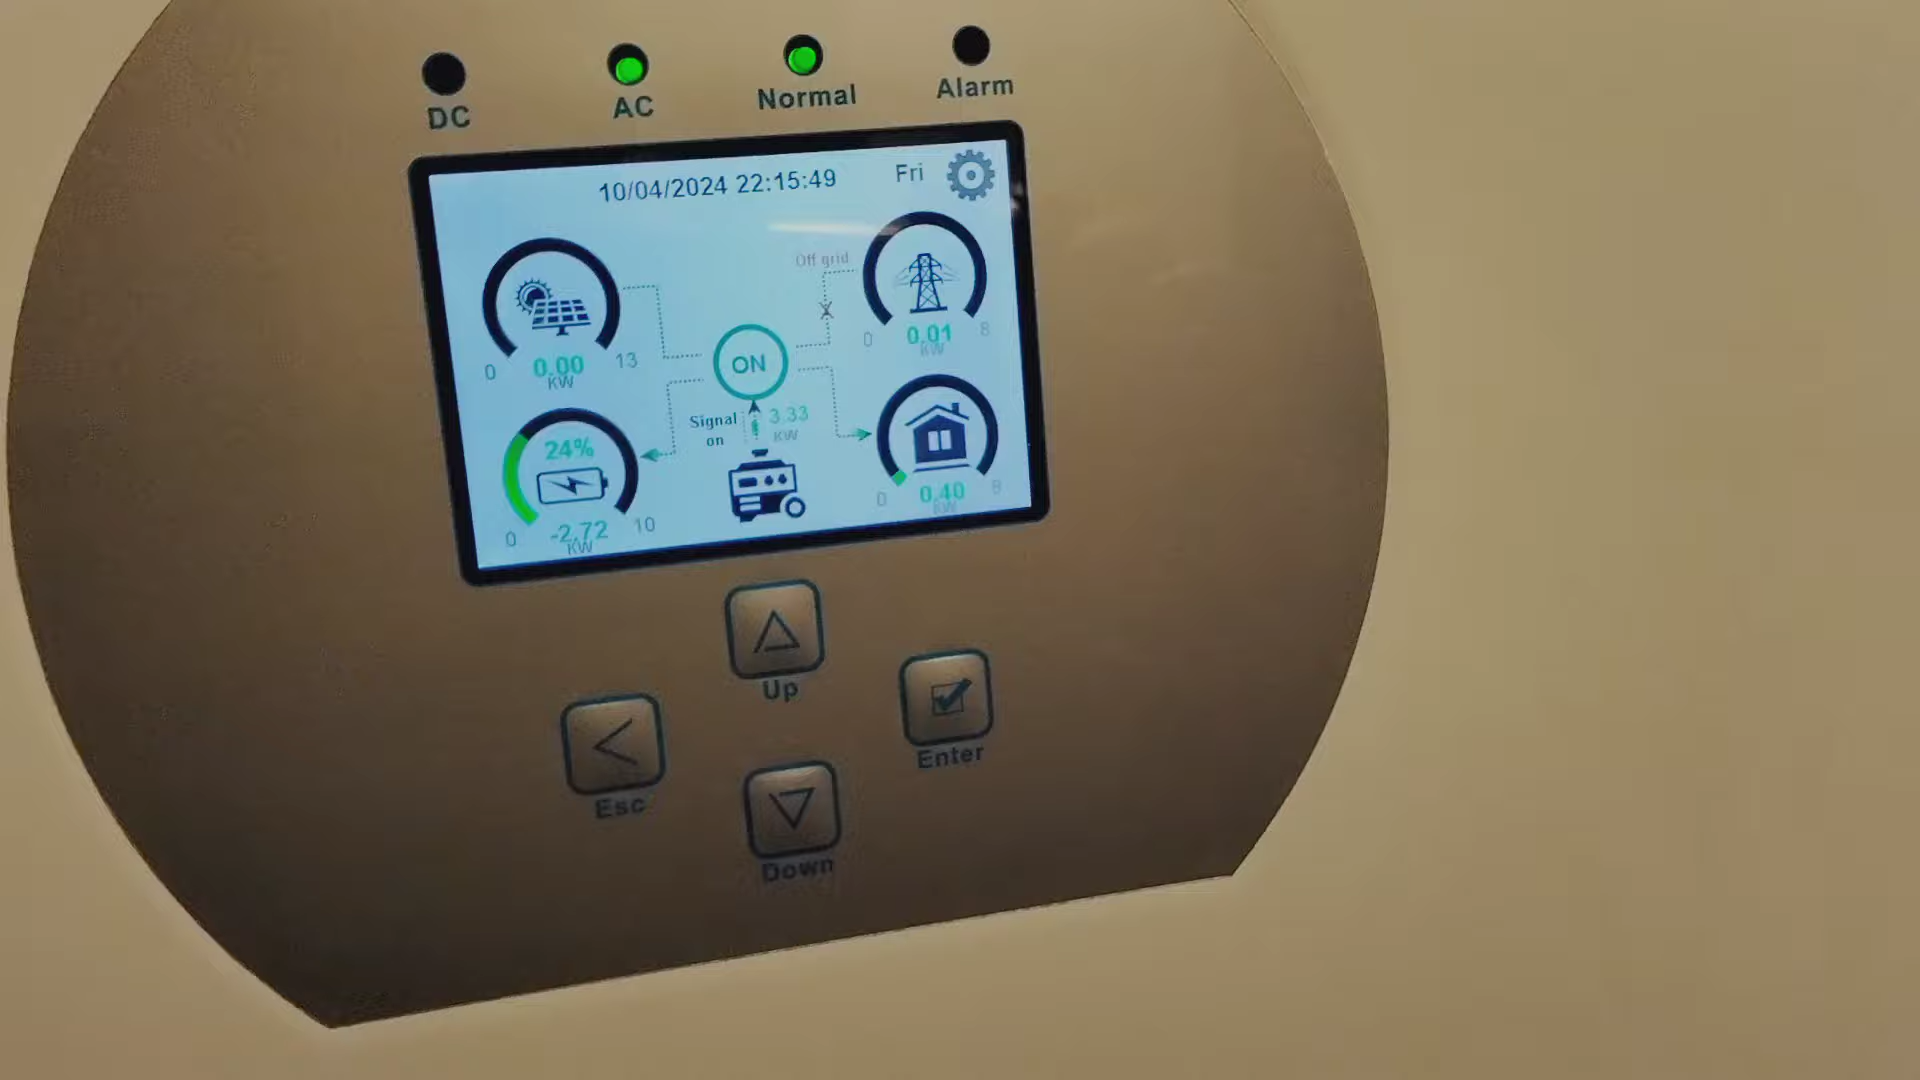 DC AC Normal Alarm
10/04/2024 22:15:49 Fri
Off grid
0 0.00 13
KW
0 0.01 8
KW
ON
Signal
on
3.33
KW
24%
0 -2.72 10
KW
0 0.40 8
KW
Up
Esc
Enter
Down